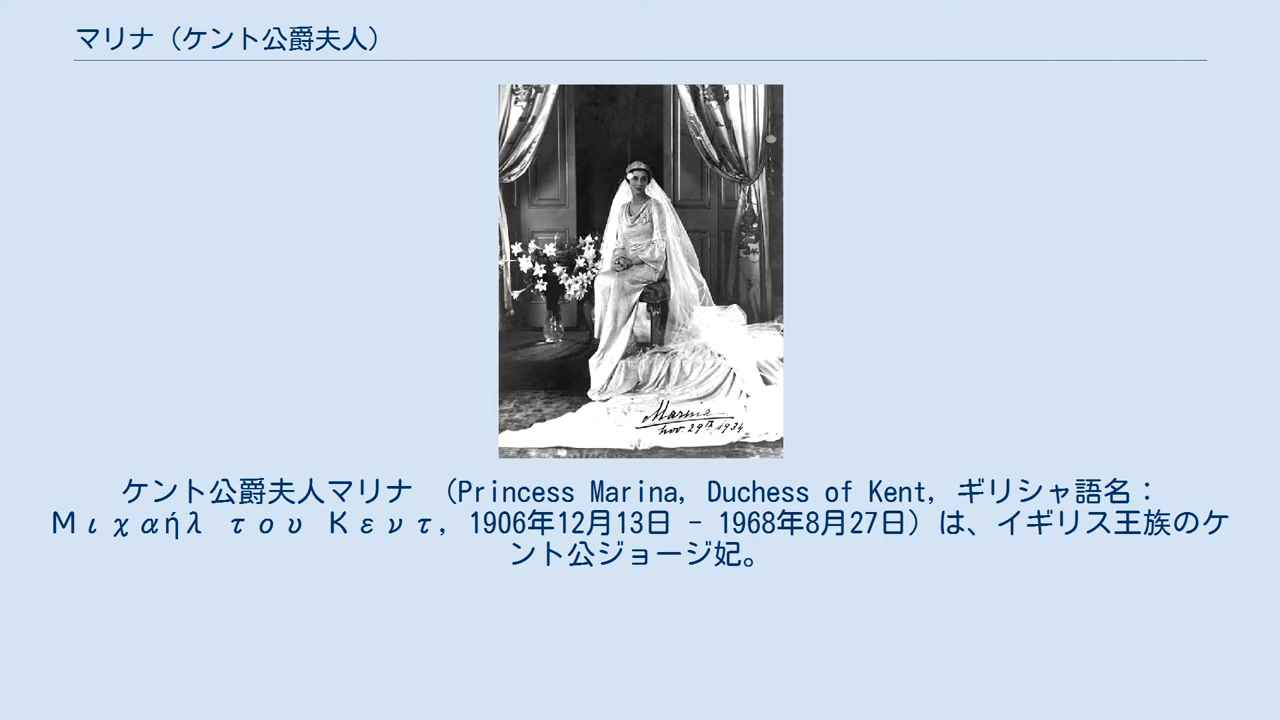 マリナ（ケント公爵夫人）
Marina
Nov 29th 1934
ケント公爵夫人マリナ （Princess Marina, Duchess of Kent, ギリシャ語名：
Μιχαήλ του Κεντ, 1906年12月13日 - 1968年8月27日）は、イギリス王族のケ
ント公ジョージ妃。